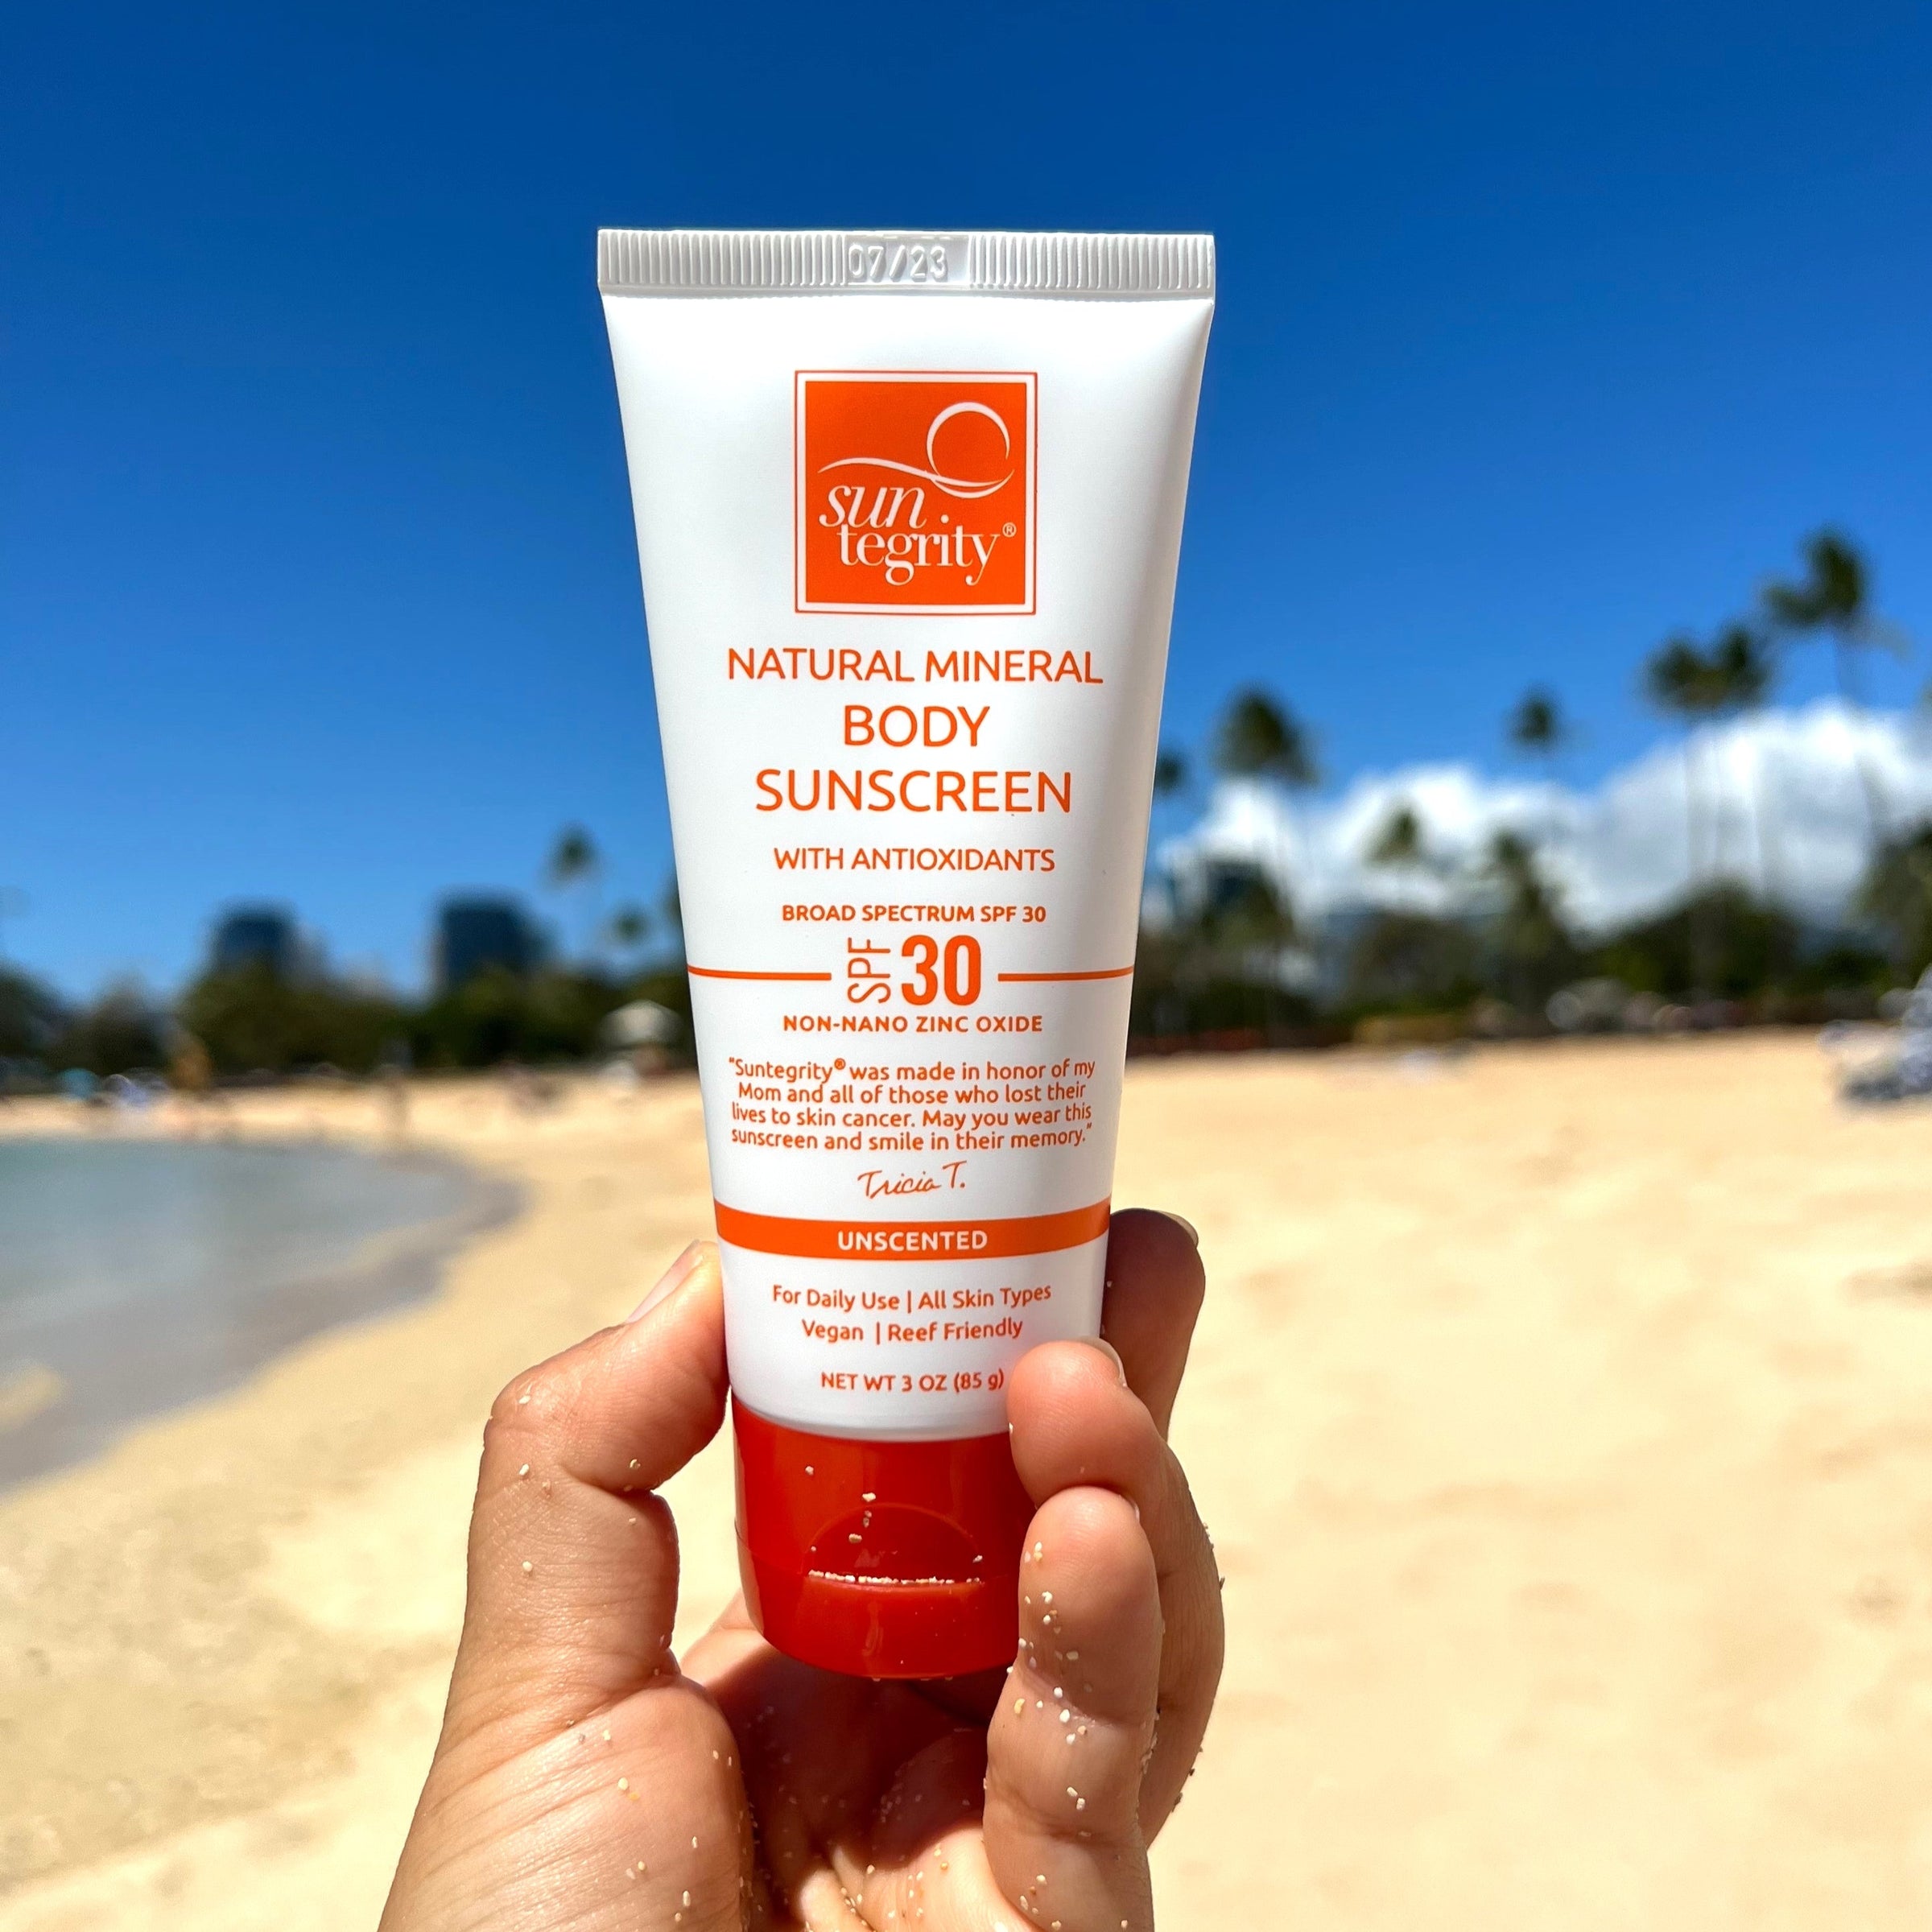 07/23
sun
tegrity®
NATURAL MINERAL
BODY
SUNSCREEN
WITH ANTIOXIDANTS
BROAD SPECTRUM SPF 30
SPF 30
NON-NANO ZINC OXIDE
"Suntegrity® was made in honor of my
Mom and all of those who lost their
lives to skin cancer. May you wear this
sunscreen and smile in their memory."
Tricia T.
UNSCENTED
For Daily Use | All Skin Types
Vegan | Reef Friendly
NET WT 3 OZ (85 g)